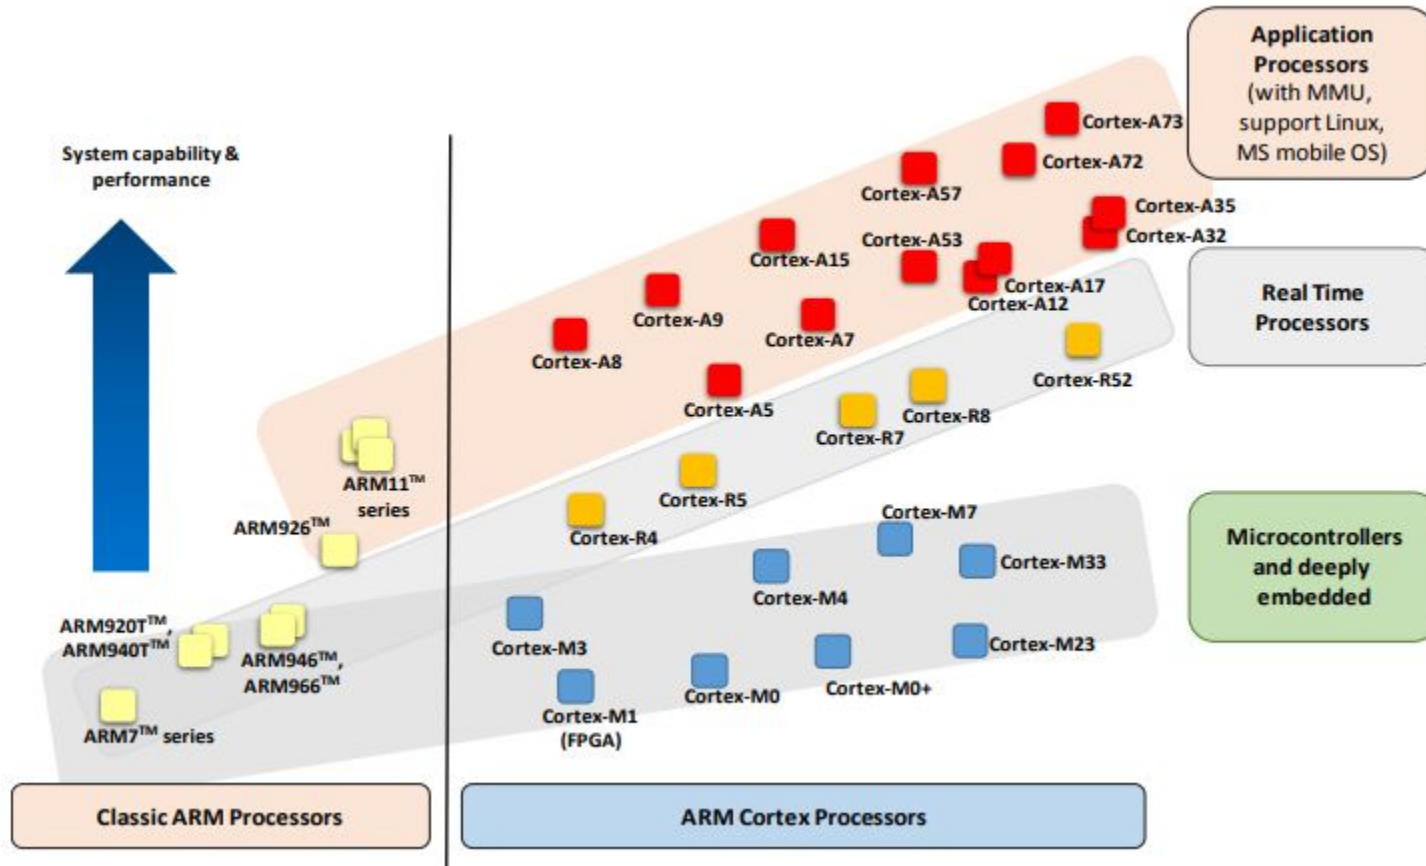 Application
Processors
(with MMU,
support Linux,
MS mobile OS)
System capability &
performance
Cortex-A73
Cortex-A72
Cortex-A57
Cortex-A35
Cortex-A32
Cortex-A53
Cortex-A15
Cortex-A17
Cortex-A12
Cortex-A9
Cortex-A7
Cortex-A8
Cortex-A5
Real Time
Processors
Cortex-R52
Cortex-R8
Cortex-R7
Cortex-R5
Cortex-R4
ARM11™
series
ARM926™
Cortex-M7
Cortex-M33
Cortex-M4
Microcontrollers
and deeply
embedded
ARM920T™,
ARM940T™
ARM946™,
ARM966™
Cortex-M3
Cortex-M23
Cortex-M0+
Cortex-M0
Cortex-M1
(FPGA)
ARM7™ series
Classic ARM Processors
ARM Cortex Processors